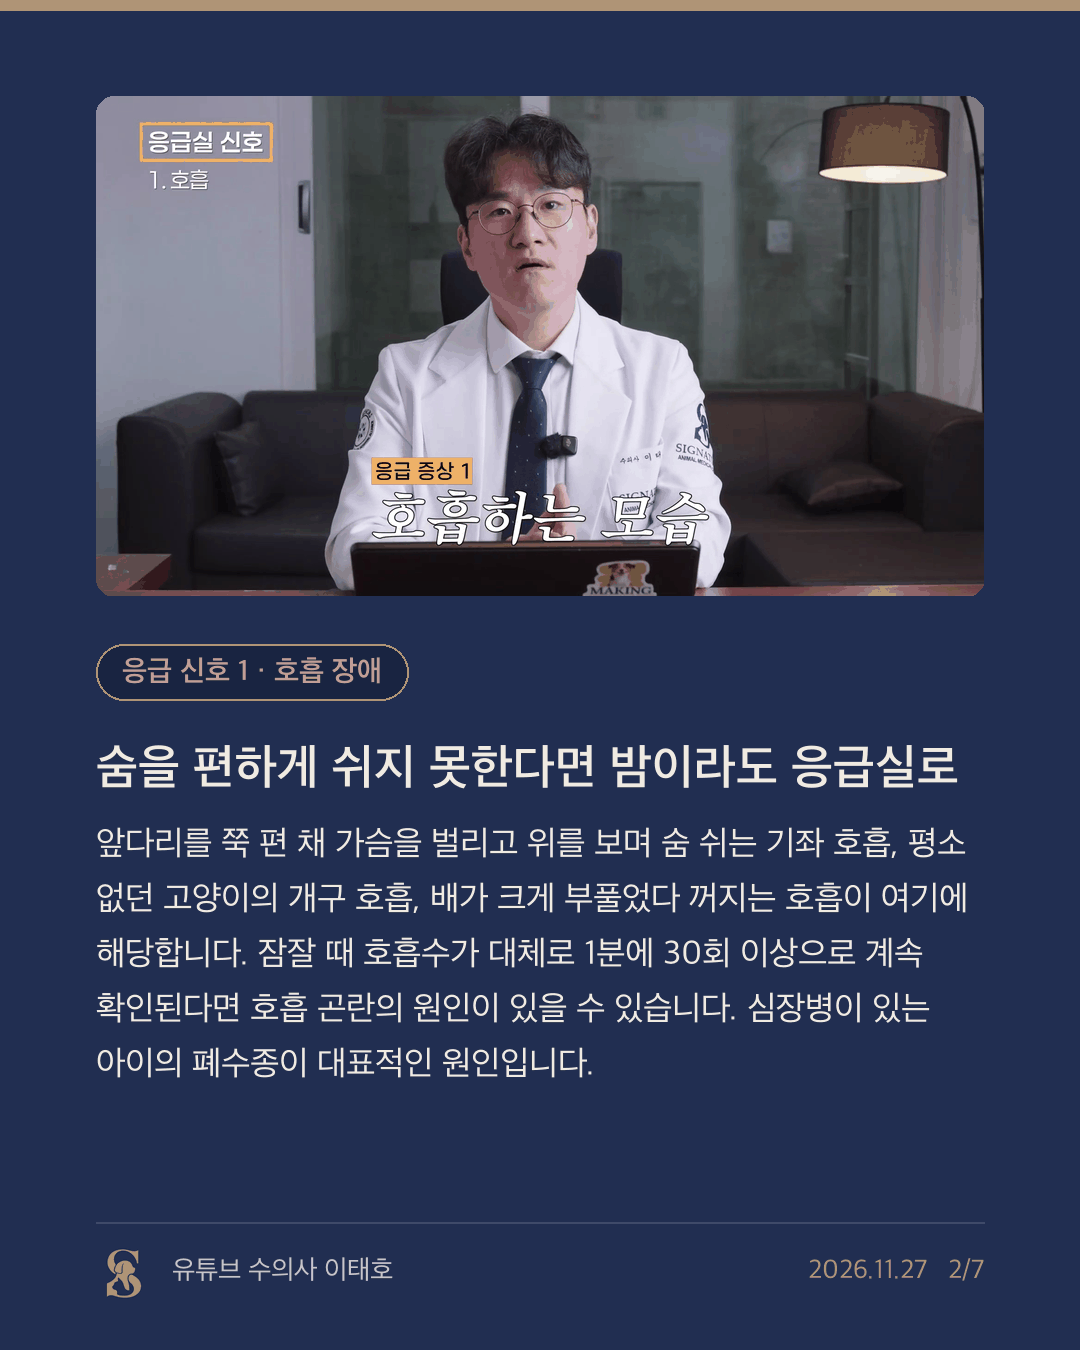 응급실 신호
1. 호흡
수의사 이태
SIGNA
ANIMAL MEDICA
응급 증상 1
호흡하는 모습
MAKING
응급 신호 1 · 호흡 장애
숨을 편하게 쉬지 못한다면 밤이라도 응급실로
앞다리를 쭉 편 채 가슴을 벌리고 위를 보며 숨 쉬는 기좌 호흡, 평소
없던 고양이의 개구 호흡, 배가 크게 부풀었다 꺼지는 호흡이 여기에
해당합니다. 잠잘 때 호흡수가 대체로 1분에 30회 이상으로 계속
확인된다면 호흡 곤란의 원인이 있을 수 있습니다. 심장병이 있는
아이의 폐수종이 대표적인 원인입니다.
유튜브 수의사 이태호
2026.11.27 2/7